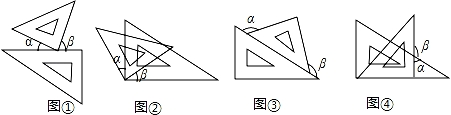 α β α β α β β α
图① 图② 图③ 图④